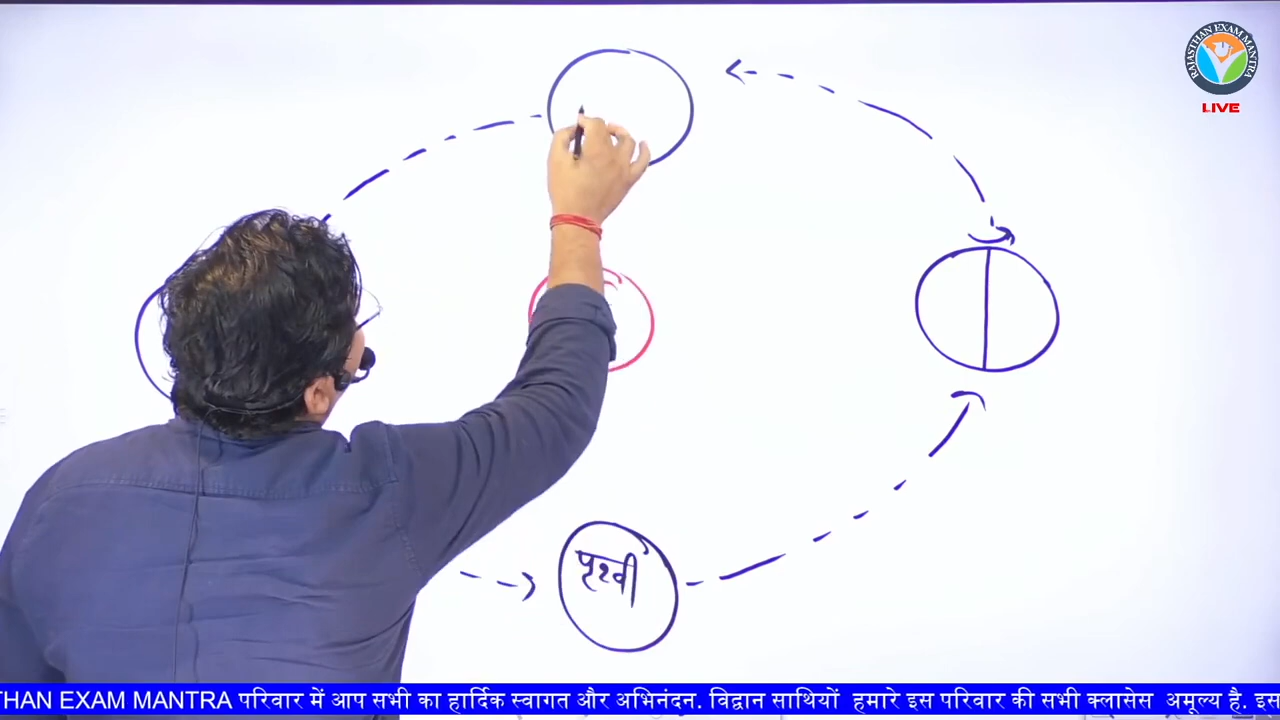 RAJASTHAN EXAM MANTRA
LIVE
पृथ्वी
THAN EXAM MANTRA परिवार में आप सभी का हार्दिक स्वागत और अभिनंदन. विद्वान साथियों हमारे इस परिवार की सभी क्लासेस अमूल्य है. इस